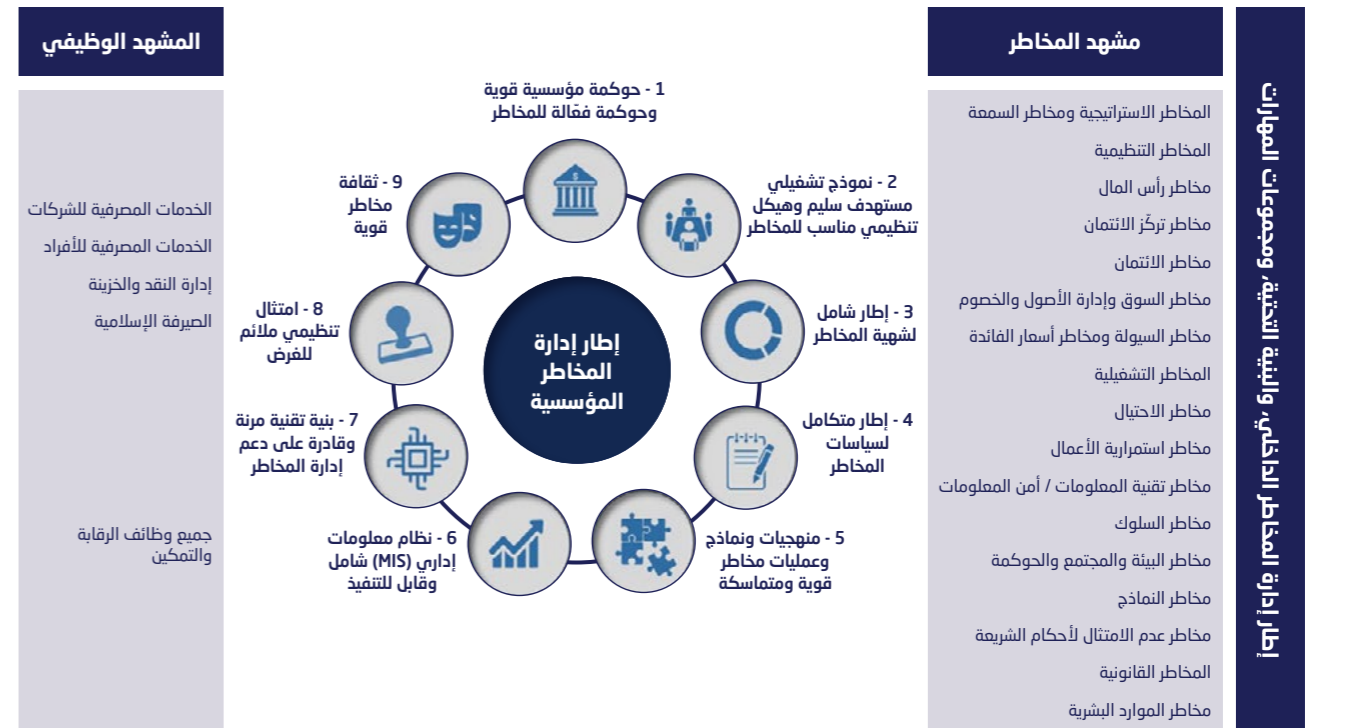 إطار إدارة المخاطر الداخلي، والبنية التحتية، ومجموعات المهارات
مشهد المخاطر
المخاطر الاستراتيجية ومخاطر السمعة
المخاطر التنظيمية
مخاطر رأس المال
مخاطر تركّز الائتمان
مخاطر الائتمان
مخاطر السوق وإدارة الأصول والخصوم
مخاطر السيولة ومخاطر أسعار الفائدة
المخاطر التشغيلية
مخاطر الاحتيال
مخاطر استمرارية الأعمال
مخاطر تقنية المعلومات / أمن المعلومات
مخاطر السلوك
مخاطر البيئة والمجتمع والحوكمة
مخاطر النماذج
مخاطر عدم الامتثال لأحكام الشريعة
المخاطر القانونية
مخاطر الموارد البشرية
1 - حوكمة مؤسسية قوية
وحوكمة فعّالة للمخاطر
2 - نموذج تشغيلي
مستهدف سليم وهيكل
تنظيمي مناسب للمخاطر
3 - إطار شامل
لشهية المخاطر
4 - إطار متكامل
لسياسات
المخاطر
5 - منهجيات ونماذج
وعمليات مخاطر
قوية ومتماسكة
6 - نظام معلومات
إداري (MIS) شامل
وقابل للتنفيذ
7 - بنية تقنية مرنة
وقادرة على دعم
إدارة المخاطر
8 - امتثال
تنظيمي ملائم
للغرض
9 - ثقافة
مخاطر
قوية
إطار إدارة
المخاطر
المؤسسية
المشهد الوظيفي
الخدمات المصرفية للشركات
الخدمات المصرفية للأفراد
إدارة النقد والخزينة
الصيرفة الإسلامية
جميع وظائف الرقابة
والتمكين